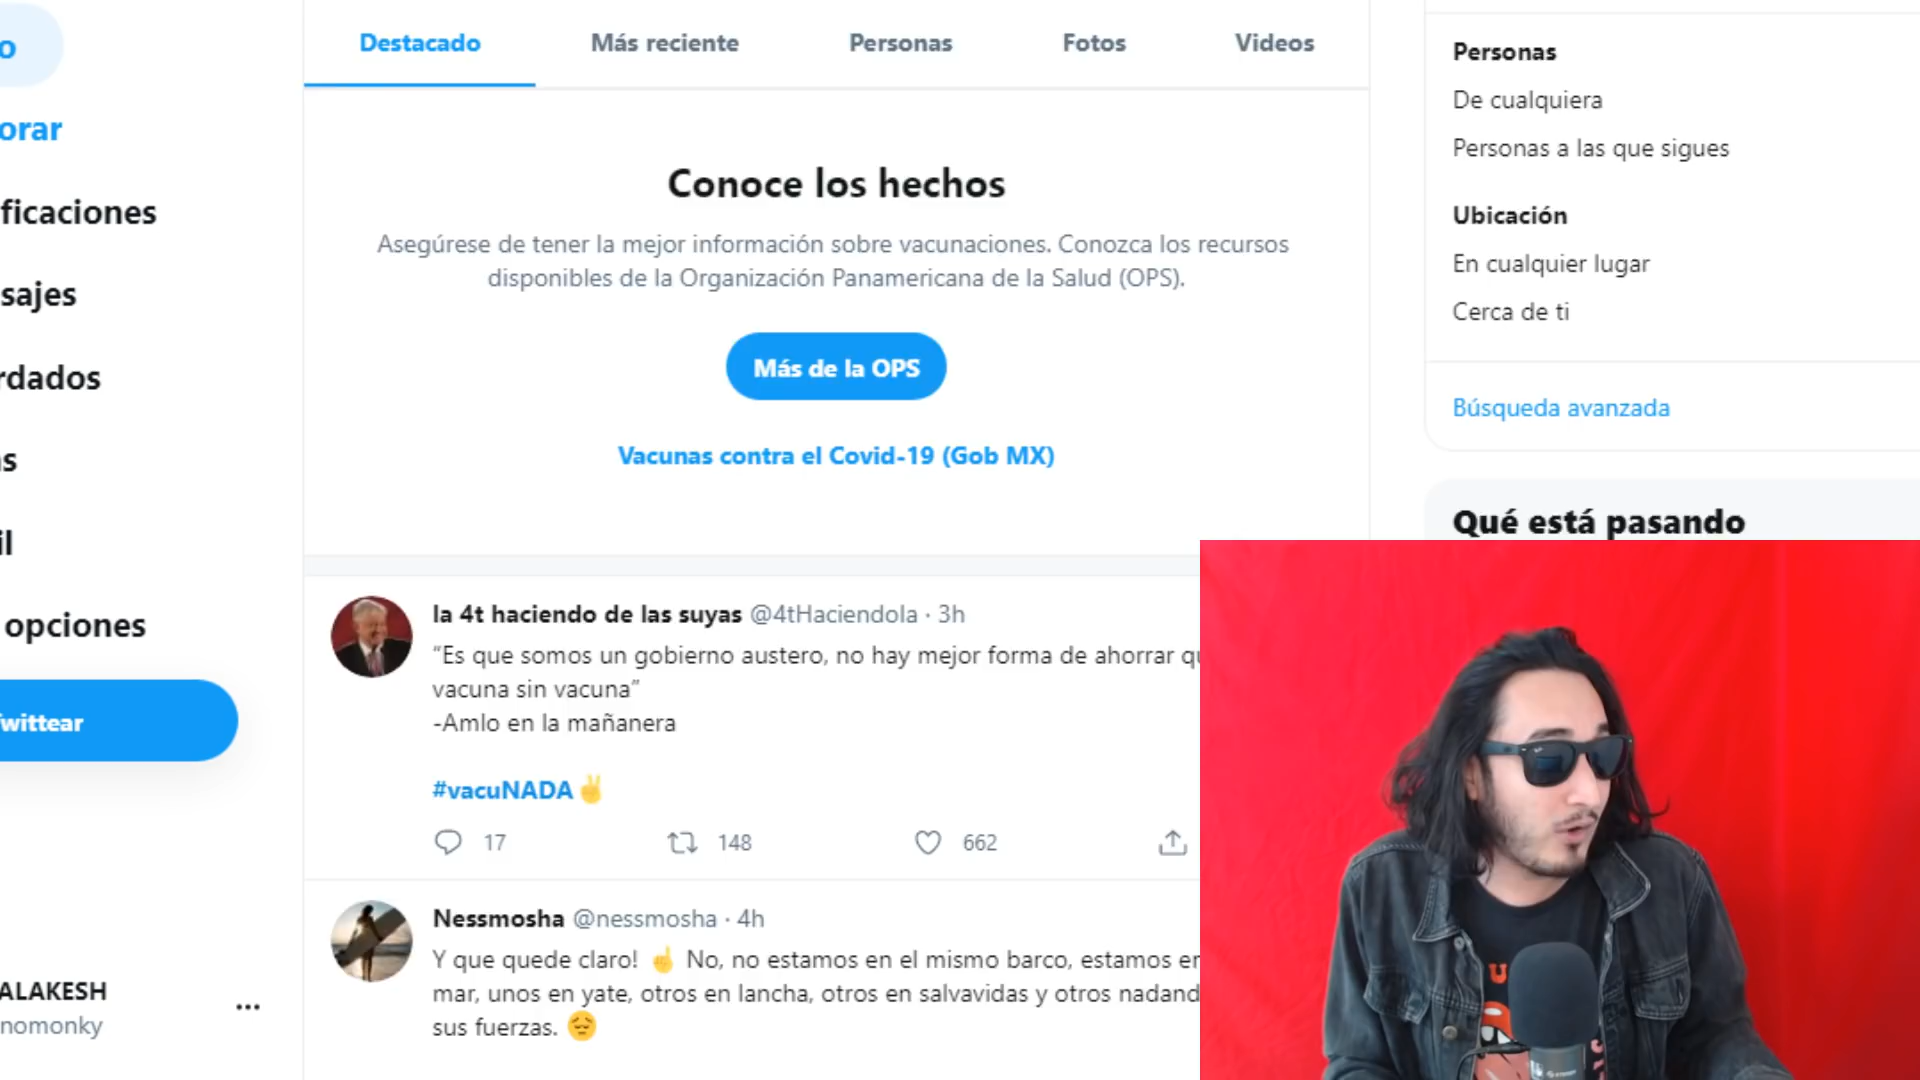 o
orar
ficaciones
sajes
rdados
as
il
opciones
Twittear
ALAKESH
nomonky
Destacado
Más reciente
Personas
Fotos
Videos
Conoce los hechos
Asegúrese de tener la mejor información sobre vacunaciones. Conozca los recursos
disponibles de la Organización Panamericana de la Salud (OPS).
Más de la OPS
Vacunas contra el Covid-19 (Gob MX)
la 4t haciendo de las suyas @4tHaciendola · 3h
“Es que somos un gobierno austero, no hay mejor forma de ahorrar qu
vacuna sin vacuna”
-Amlo en la mañanera
#vacuNADA✌
17
148
662
Nessmosha @nessmosha · 4h
Y que quede claro! ☝ No, no estamos en el mismo barco, estamos en
mar, unos en yate, otros en lancha, otros en salvavidas y otros nadand
sus fuerzas. 😔
Personas
De cualquiera
Personas a las que sigues
Ubicación
En cualquier lugar
Cerca de ti
Búsqueda avanzada
Qué está pasando